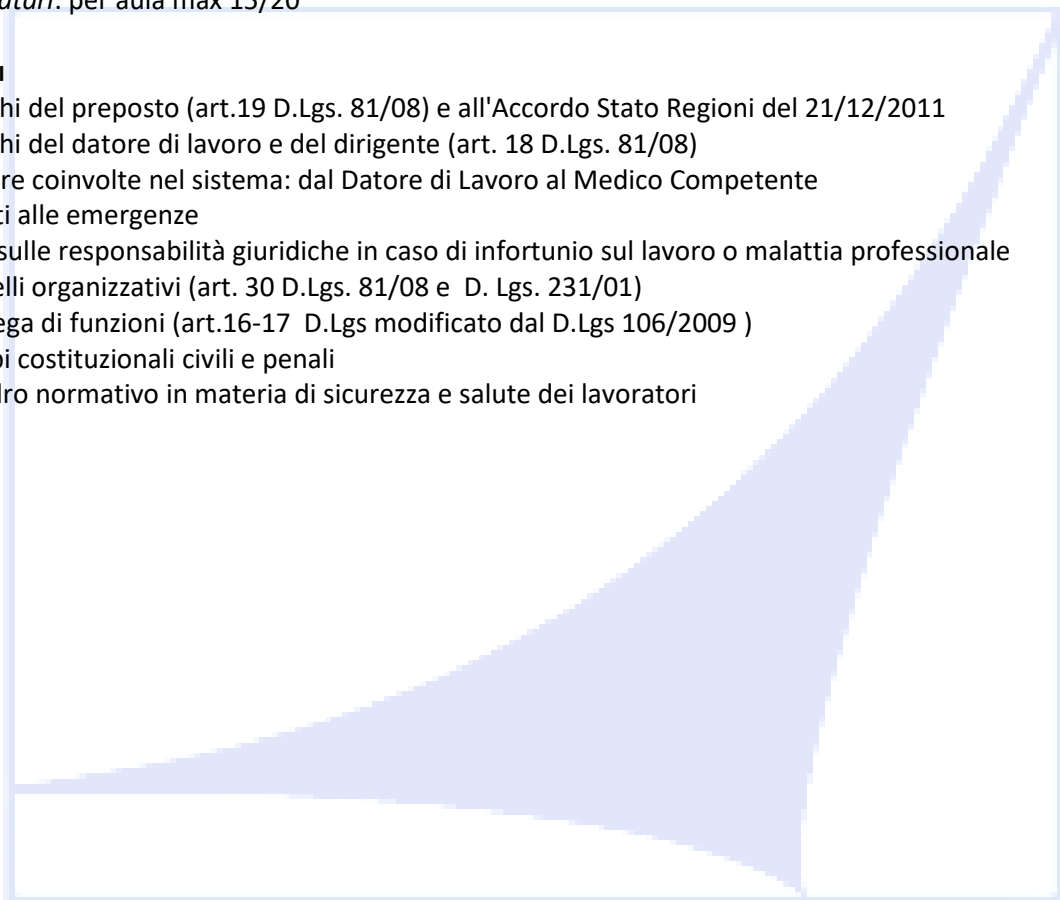 atari: per aula max 15/20
hi del preposto (art.19 D.Lgs. 81/08) e all'Accordo Stato Regioni del 21/12/2011
hi del datore di lavoro e del dirigente (art. 18 D.Lgs. 81/08)
re coinvolte nel sistema: dal Datore di Lavoro al Medico Competente
ti alle emergenze
sulle responsabilità giuridiche in caso di infortunio sul lavoro o malattia professionale
elli organizzativi (art. 30 D.Lgs. 81/08 e D. Lgs. 231/01)
ega di funzioni (art.16-17 D.Lgs modificato dal D.Lgs 106/2009 )
pi costituzionali civili e penali
dro normativo in materia di sicurezza e salute dei lavoratori